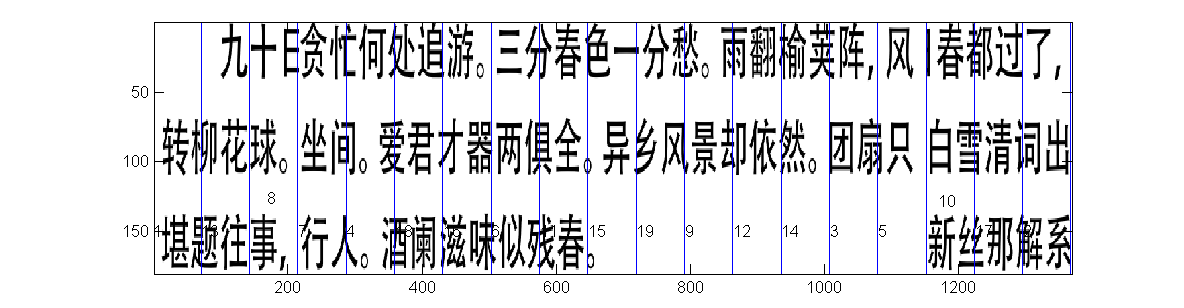 九十日贪忙何处追游。三分春色一分愁。雨翻榆荚阵,风 春都过了,
50
转柳花球。坐间。爱君才器两俱全。异乡风景却依然。团扇只 白雪清词出
100
8 10
150 堪题往事,行人。酒阑滋味似残春。 15 19 9 12 14 3 5 新丝那解系
200 400 600 800 1000 1200